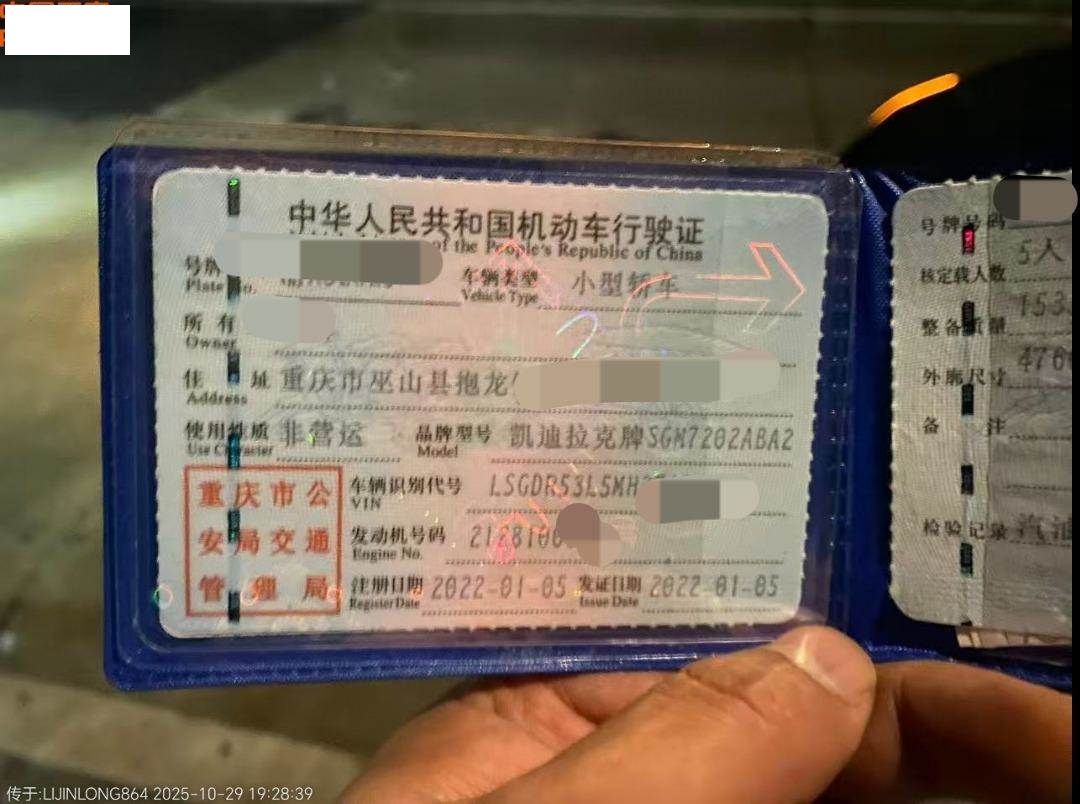 中华人民共和国机动车行驶证
of the People's Republic of China
号牌
Plate No.
车辆类型 小型轿车
Vehicle Type
所有
Owner
住址 重庆市巫山县抱龙
Address
使用性质 非营运 品牌型号 凯迪拉克牌SGM7202ABA2
Use Character Model
重庆市公
安局交通
管理局
车辆识别代号 LSGDR53L5MH
VIN
发动机号码 2128106
Engine No.
注册日期 2022-01-05 发证日期 2022-01-05
Register Date Issue Date
号牌号码
核定载人数 5人
整备质量 153
外廓尺寸 476
备注
检验记录 汽油
传于:LIJINLONG864 2025-10-29 19:28:39